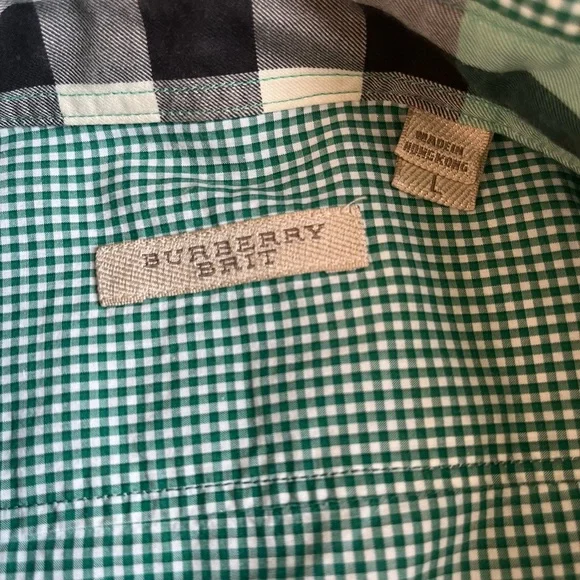 BURBERRY
BRIT
MADE IN
HONG KONG
L